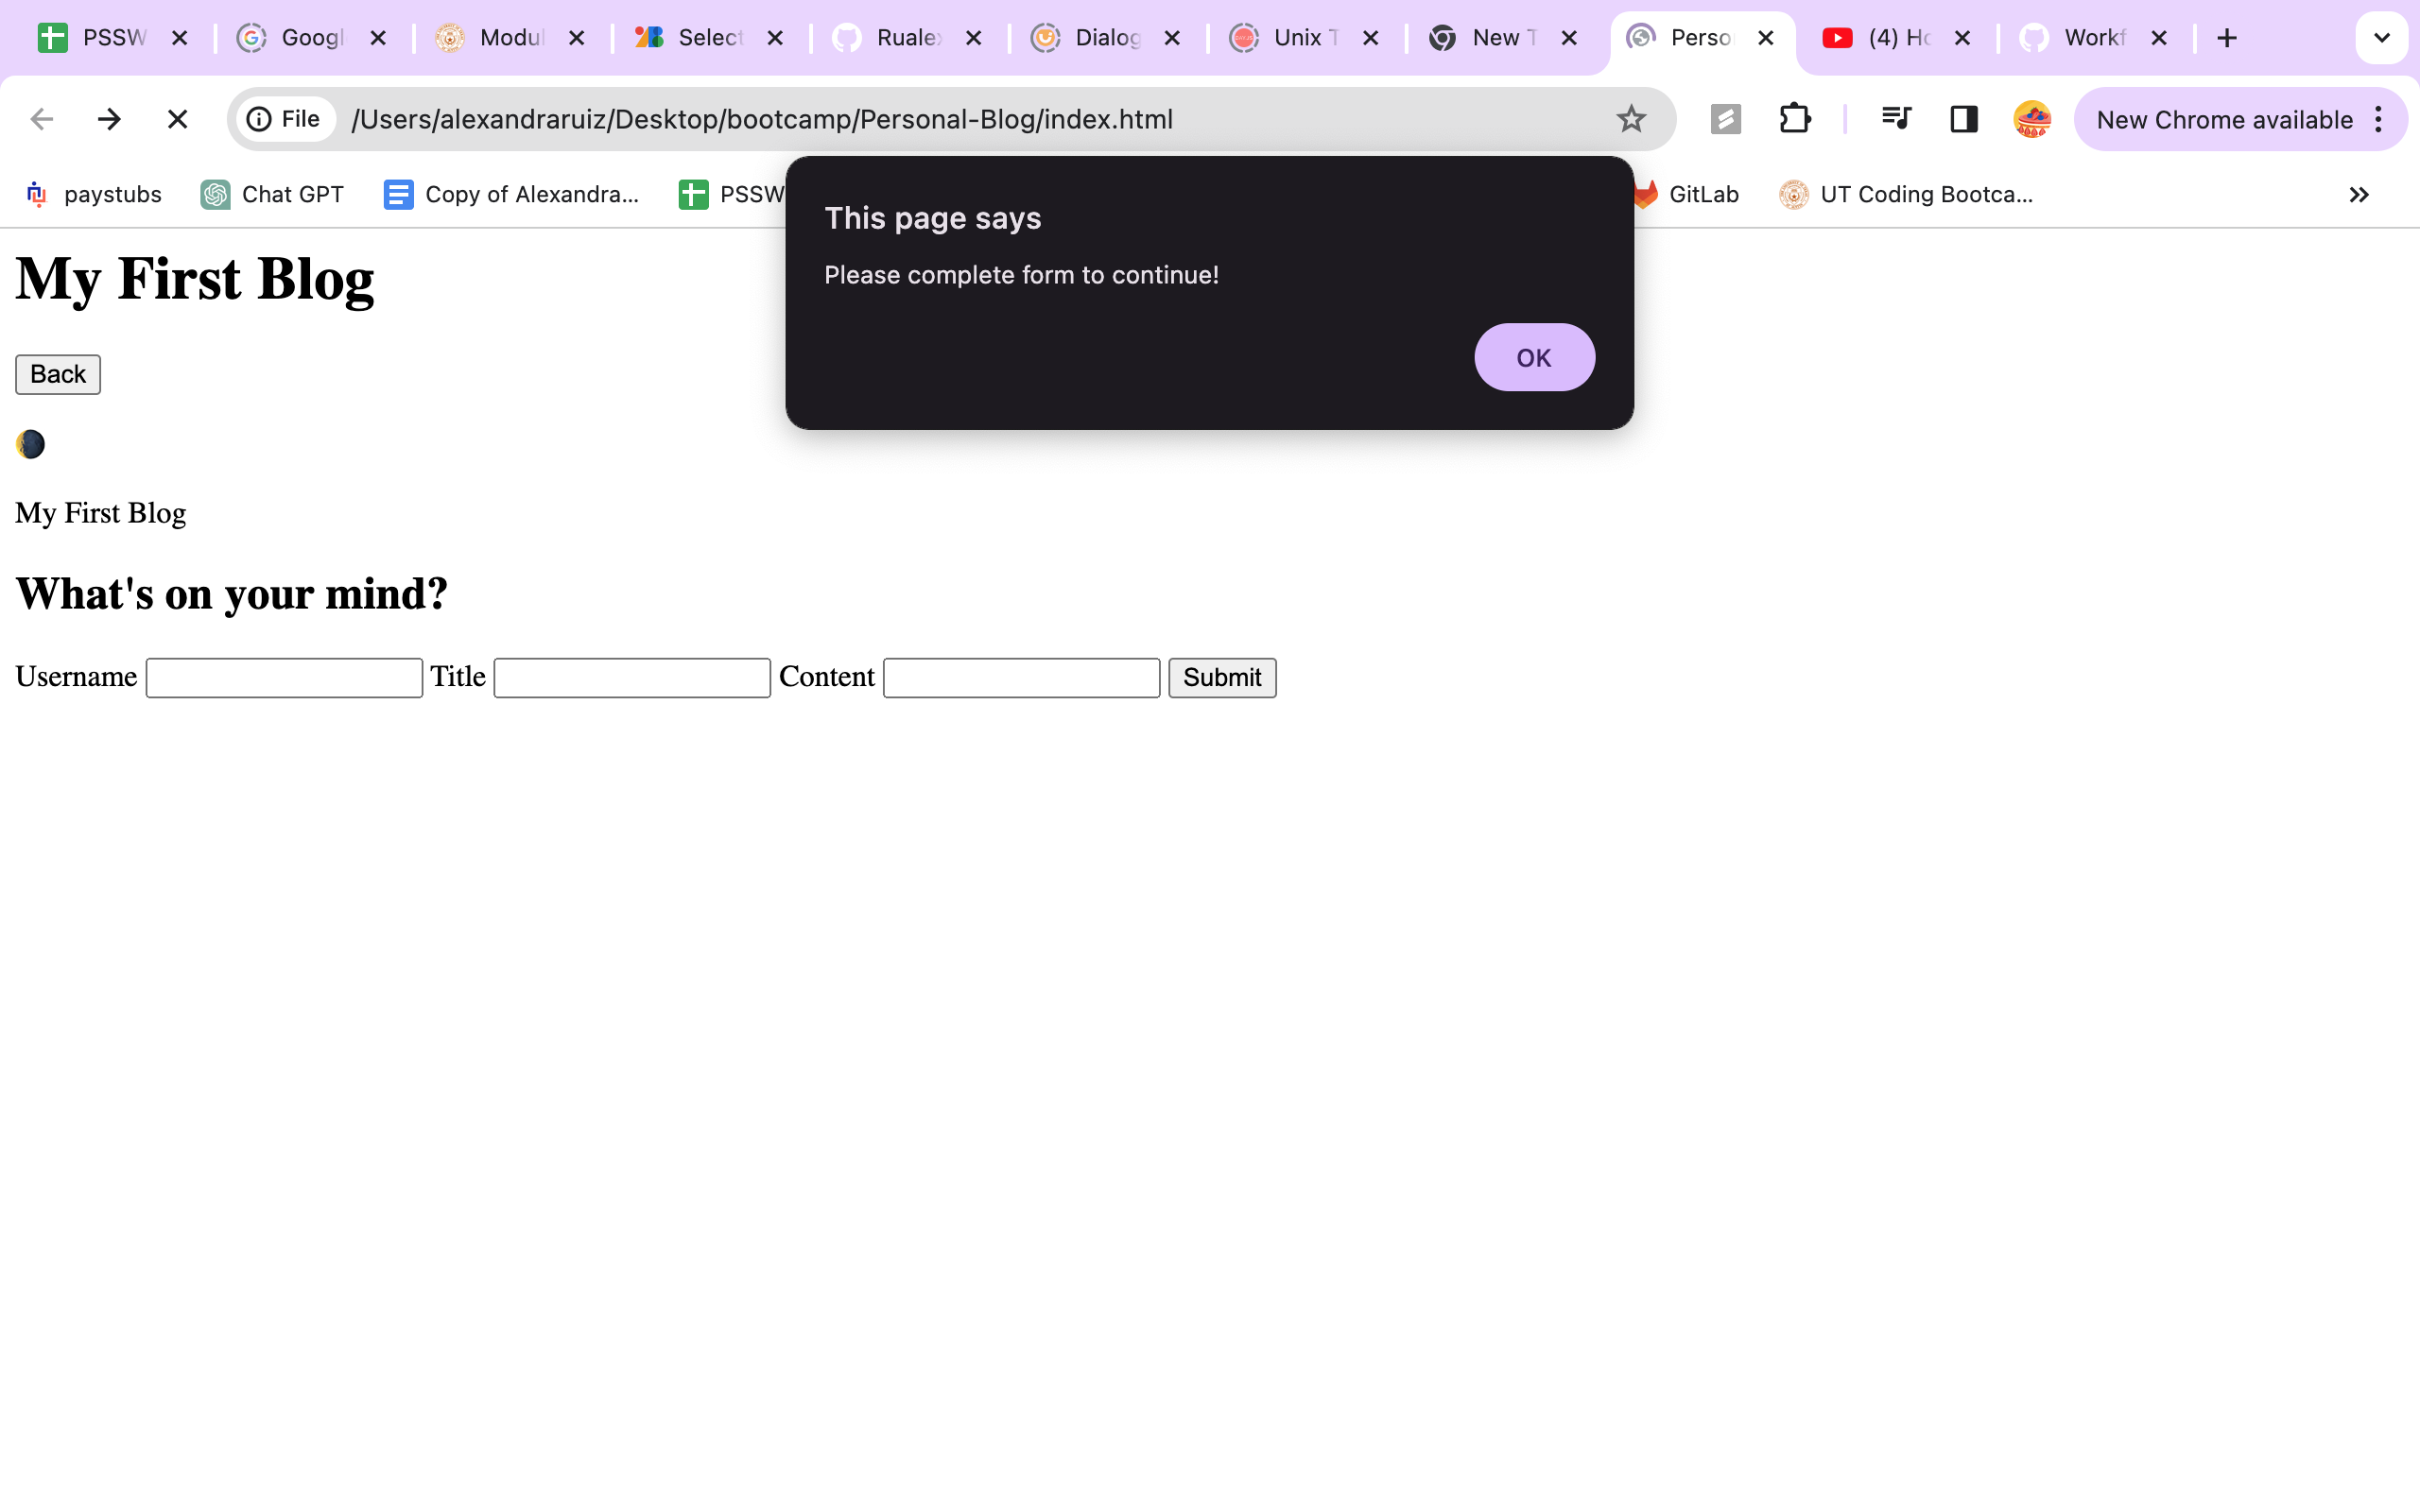 PSSW
Googl
Modul
Select
Rualex
Dialog
Unix T
New T
Perso
(4) Ho
Workf
File /Users/alexandraruiz/Desktop/bootcamp/Personal-Blog/index.html
New Chrome available
paystubs
Chat GPT
Copy of Alexandra...
PSSW
GitLab
UT Coding Bootca...
This page says
Please complete form to continue!
OK
My First Blog
Back
My First Blog
What's on your mind?
Username Title Content Submit